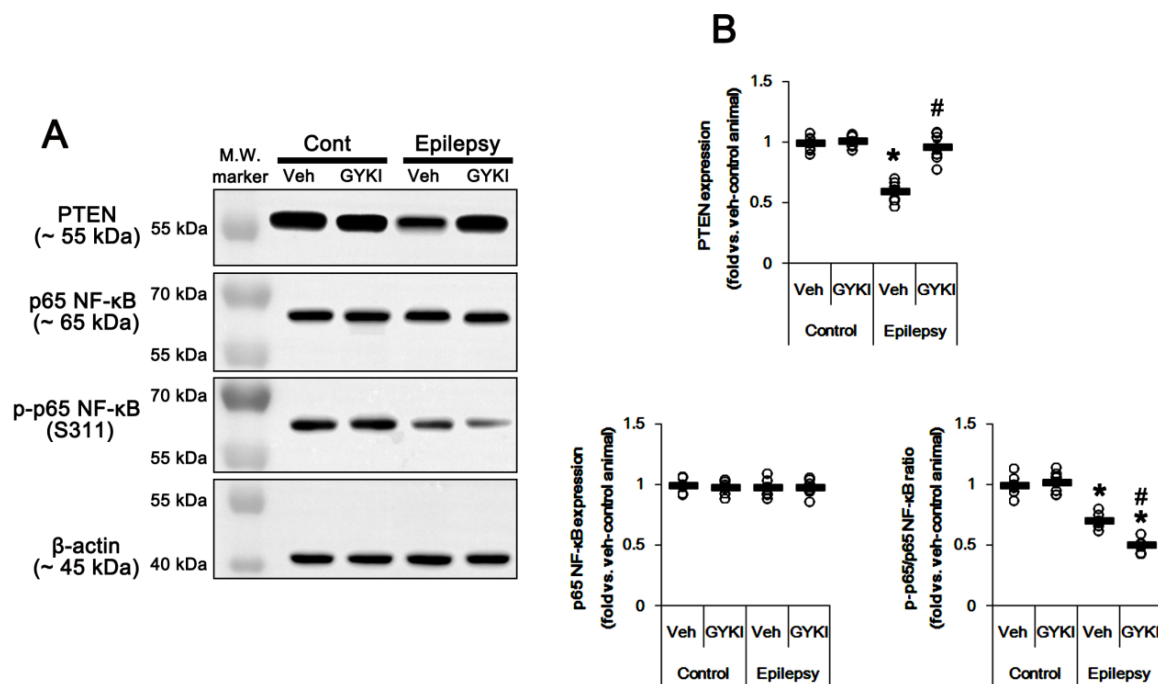 A
M.W.
marker
Cont
Epilepsy
Veh
GYKI
Veh
GYKI
PTEN
(~ 55 kDa)
55 kDa
p65 NF-κB
(~ 65 kDa)
70 kDa
55 kDa
p-p65 NF-κB
(S311)
70 kDa
55 kDa
β-actin
(~ 45 kDa)
55 kDa
40 kDa
B
PTEN expression
(fold vs. veh-control animal)
1.5
1
0.5
0
*
#
Veh
GYKI
Veh
GYKI
Control
Epilepsy
p65 NF-κB expression
(fold vs. veh-control animal)
1.5
1
0.5
0
Veh
GYKI
Veh
GYKI
Control
Epilepsy
p-p65/p65 NF-κB ratio
(fold vs. veh-control animal)
1.5
1
0.5
0
*
#
*
Veh
GYKI
Veh
GYKI
Control
Epilepsy